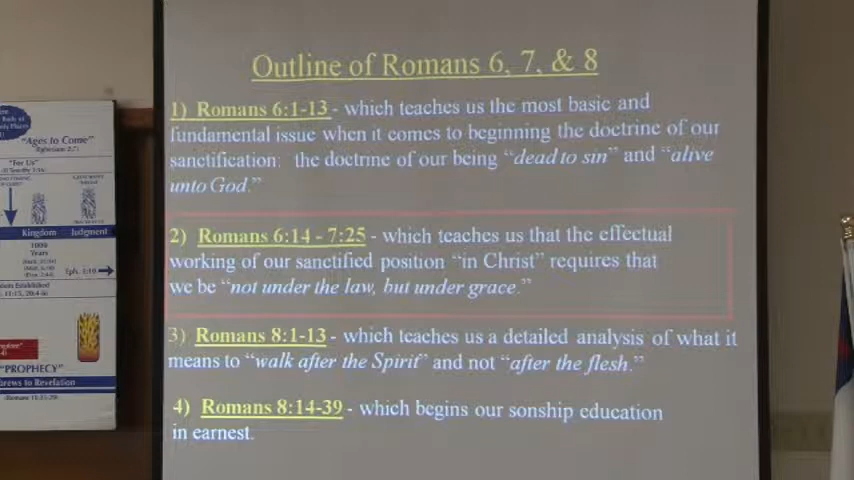 Outline of Romans 6, 7, & 8
1) Romans 6:1-13 - which teaches us the most basic and
fundamental issue when it comes to beginning the doctrine of our
sanctification: the doctrine of our being "dead to sin" and "alive
unto God."
2) Romans 6:14 - 7:25 - which teaches us that the effectual
working of our sanctified position "in Christ" requires that
we be "not under the law, but under grace."
3) Romans 8:1-13 - which teaches us a detailed analysis of what it
means to "walk after the Spirit" and not "after the flesh."
4) Romans 8:14-39 - which begins our sonship education
in earnest.
"Ages to Come"
"For Us"
Kingdom Judgment
1000
Years
Eph. 3:10
"PROPHECY"
to Revelation